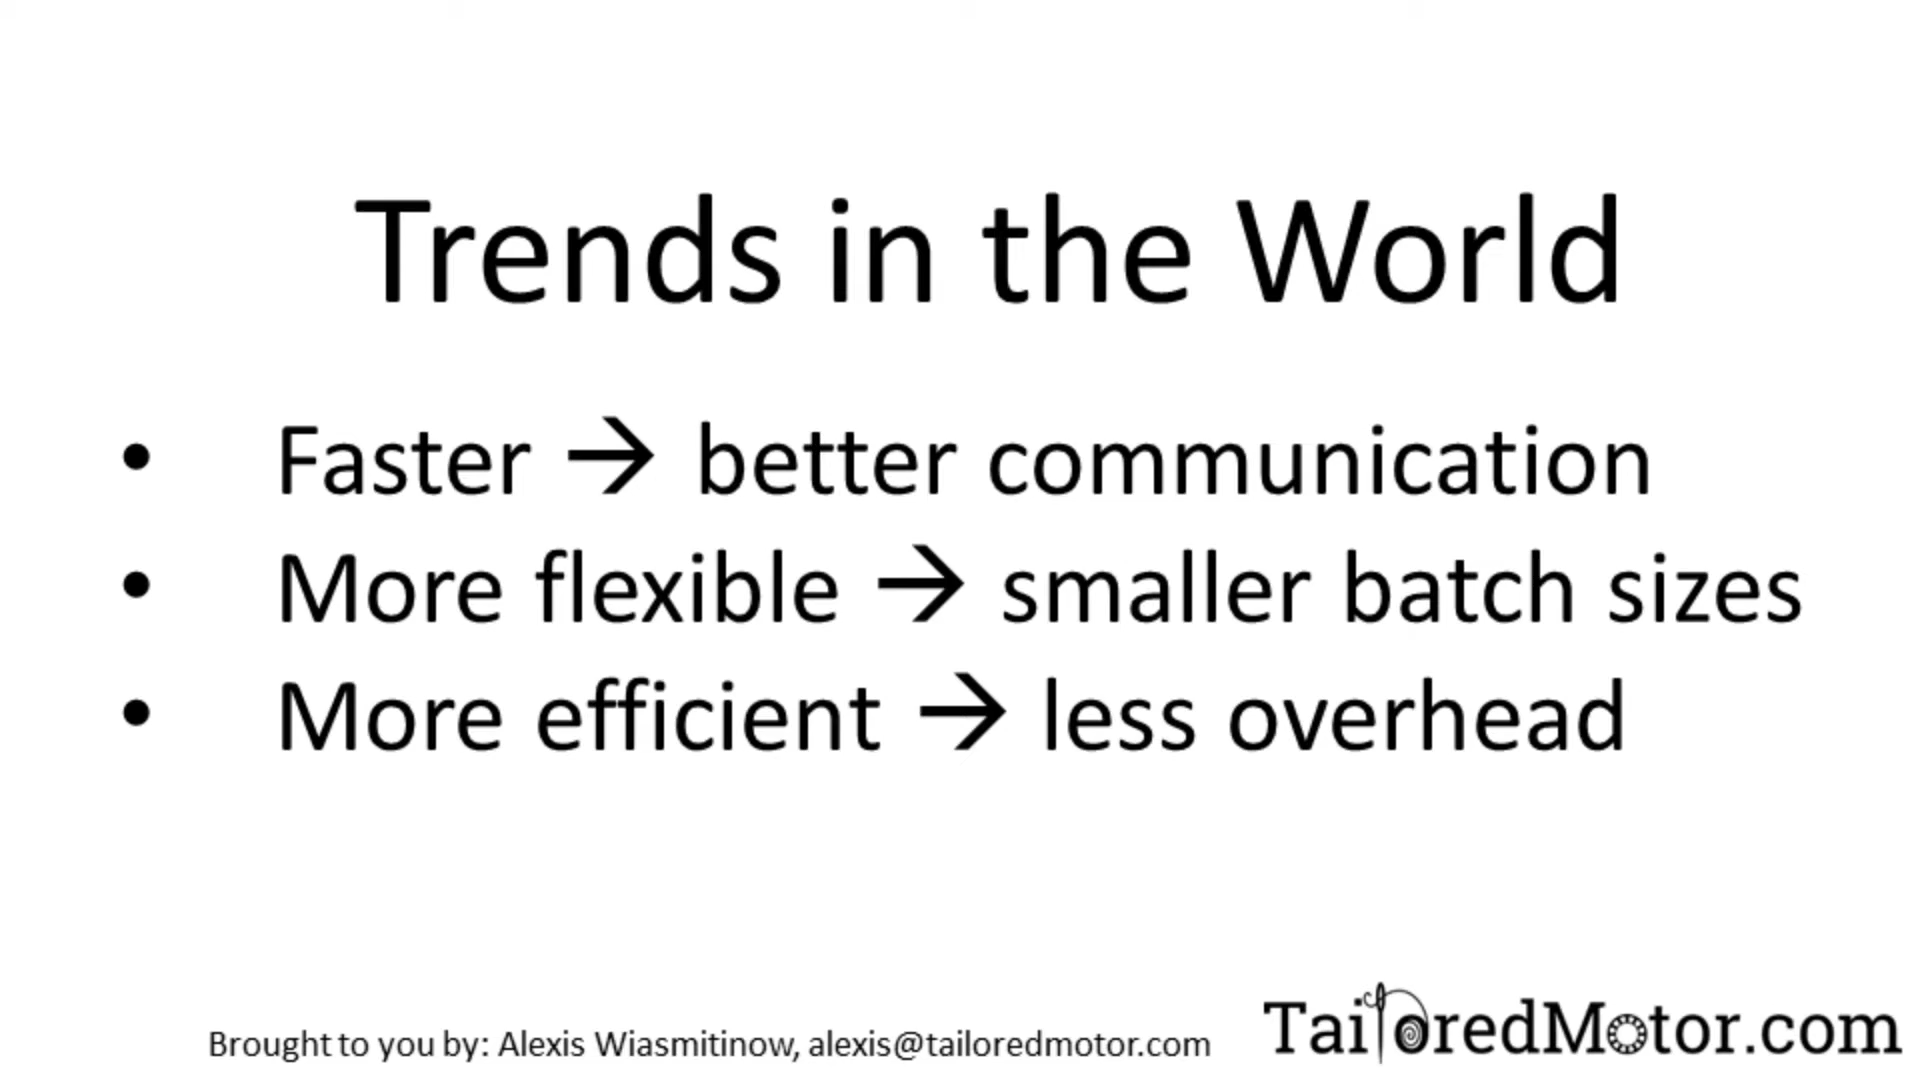 Trends in the World
• Faster → better communication
• More flexible → smaller batch sizes
• More efficient → less overhead
Brought to you by: Alexis Wiasmitinow, alexis@tailoredmotor.com
TailoredMotor.com